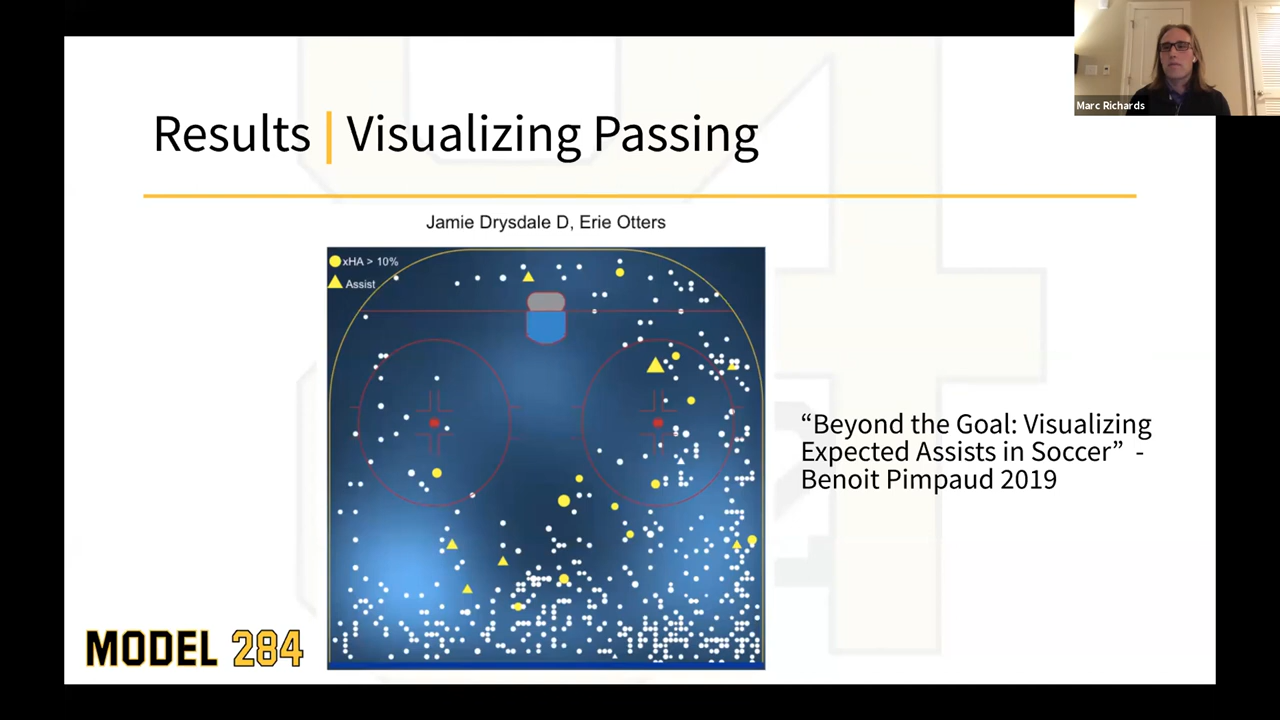 Marc Richards
Results | Visualizing Passing
Jamie Drysdale D, Erie Otters
xHA > 10%
Assist
“Beyond the Goal: Visualizing
Expected Assists in Soccer” -
Benoit Pimpaud 2019
MODEL 284